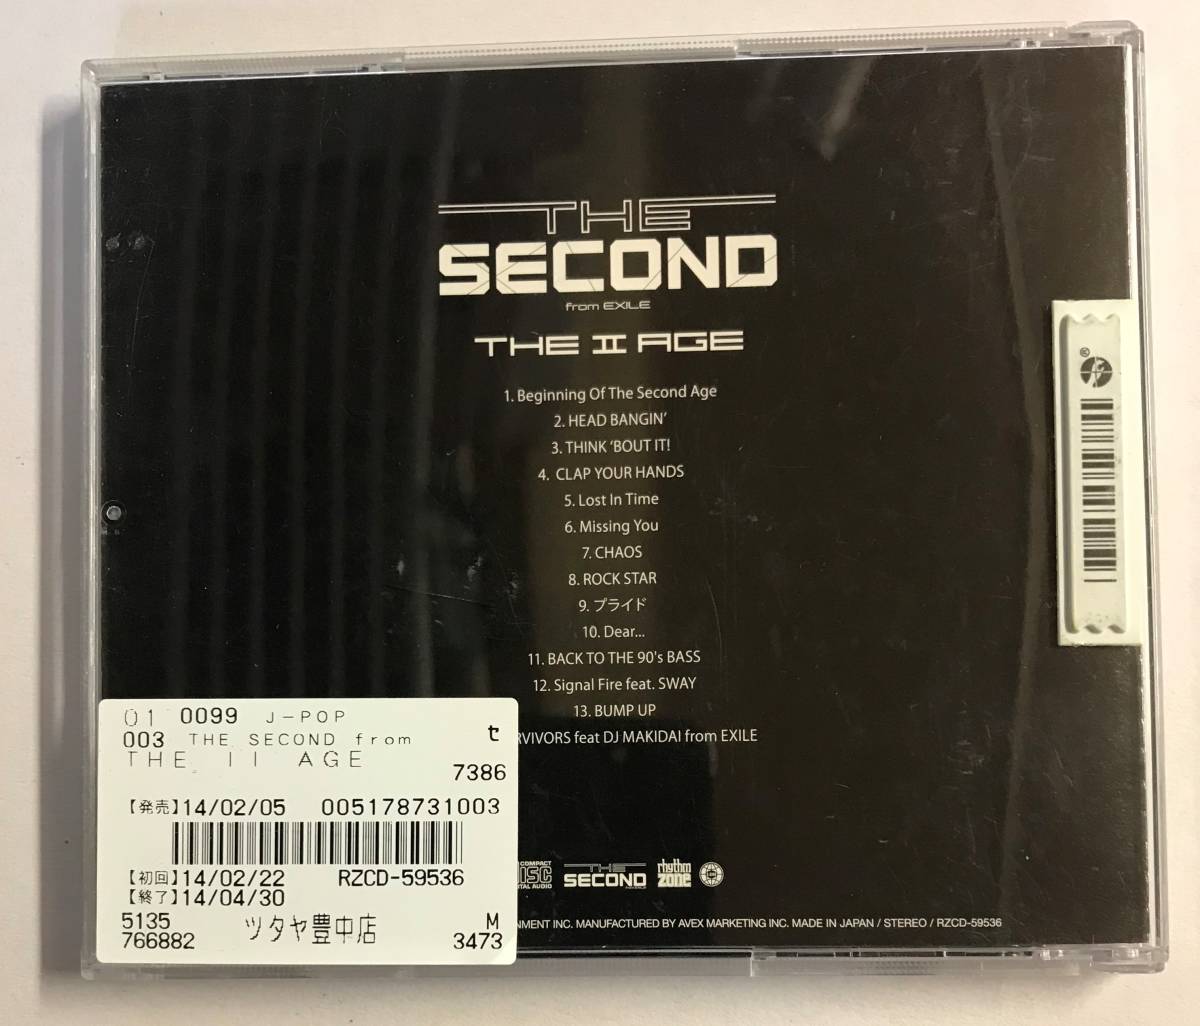 THE
SECOND
from EXILE
THE II AGE
1. Beginning Of The Second Age
2. HEAD BANGIN'
3. THINK 'BOUT IT!
4. CLAP YOUR HANDS
5. Lost In Time
6. Missing You
7. CHAOS
8. ROCK STAR
9. プライド
10. Dear...
11. BACK TO THE 90's BASS
12. Signal Fire feat. SWAY
13. BUMP UP
RVIVORS feat DJ MAKIDAI from EXILE
01 0099 J-POP
003 THE SECOND from セ
THE II AGE
7386
【発売】14/02/05 005178731003
【初回】14/02/22 RZCD-59536
【終了】14/04/30
5135 ツタヤ豊中店 M
766882 3473
COMPACT
DISC
ITAL AUDIO
THE
SECOND
rhythm
zone
NMENT INC. MANUFACTURED BY AVEX MARKETING INC. MADE IN JAPAN / STEREO / RZCD-59536
®